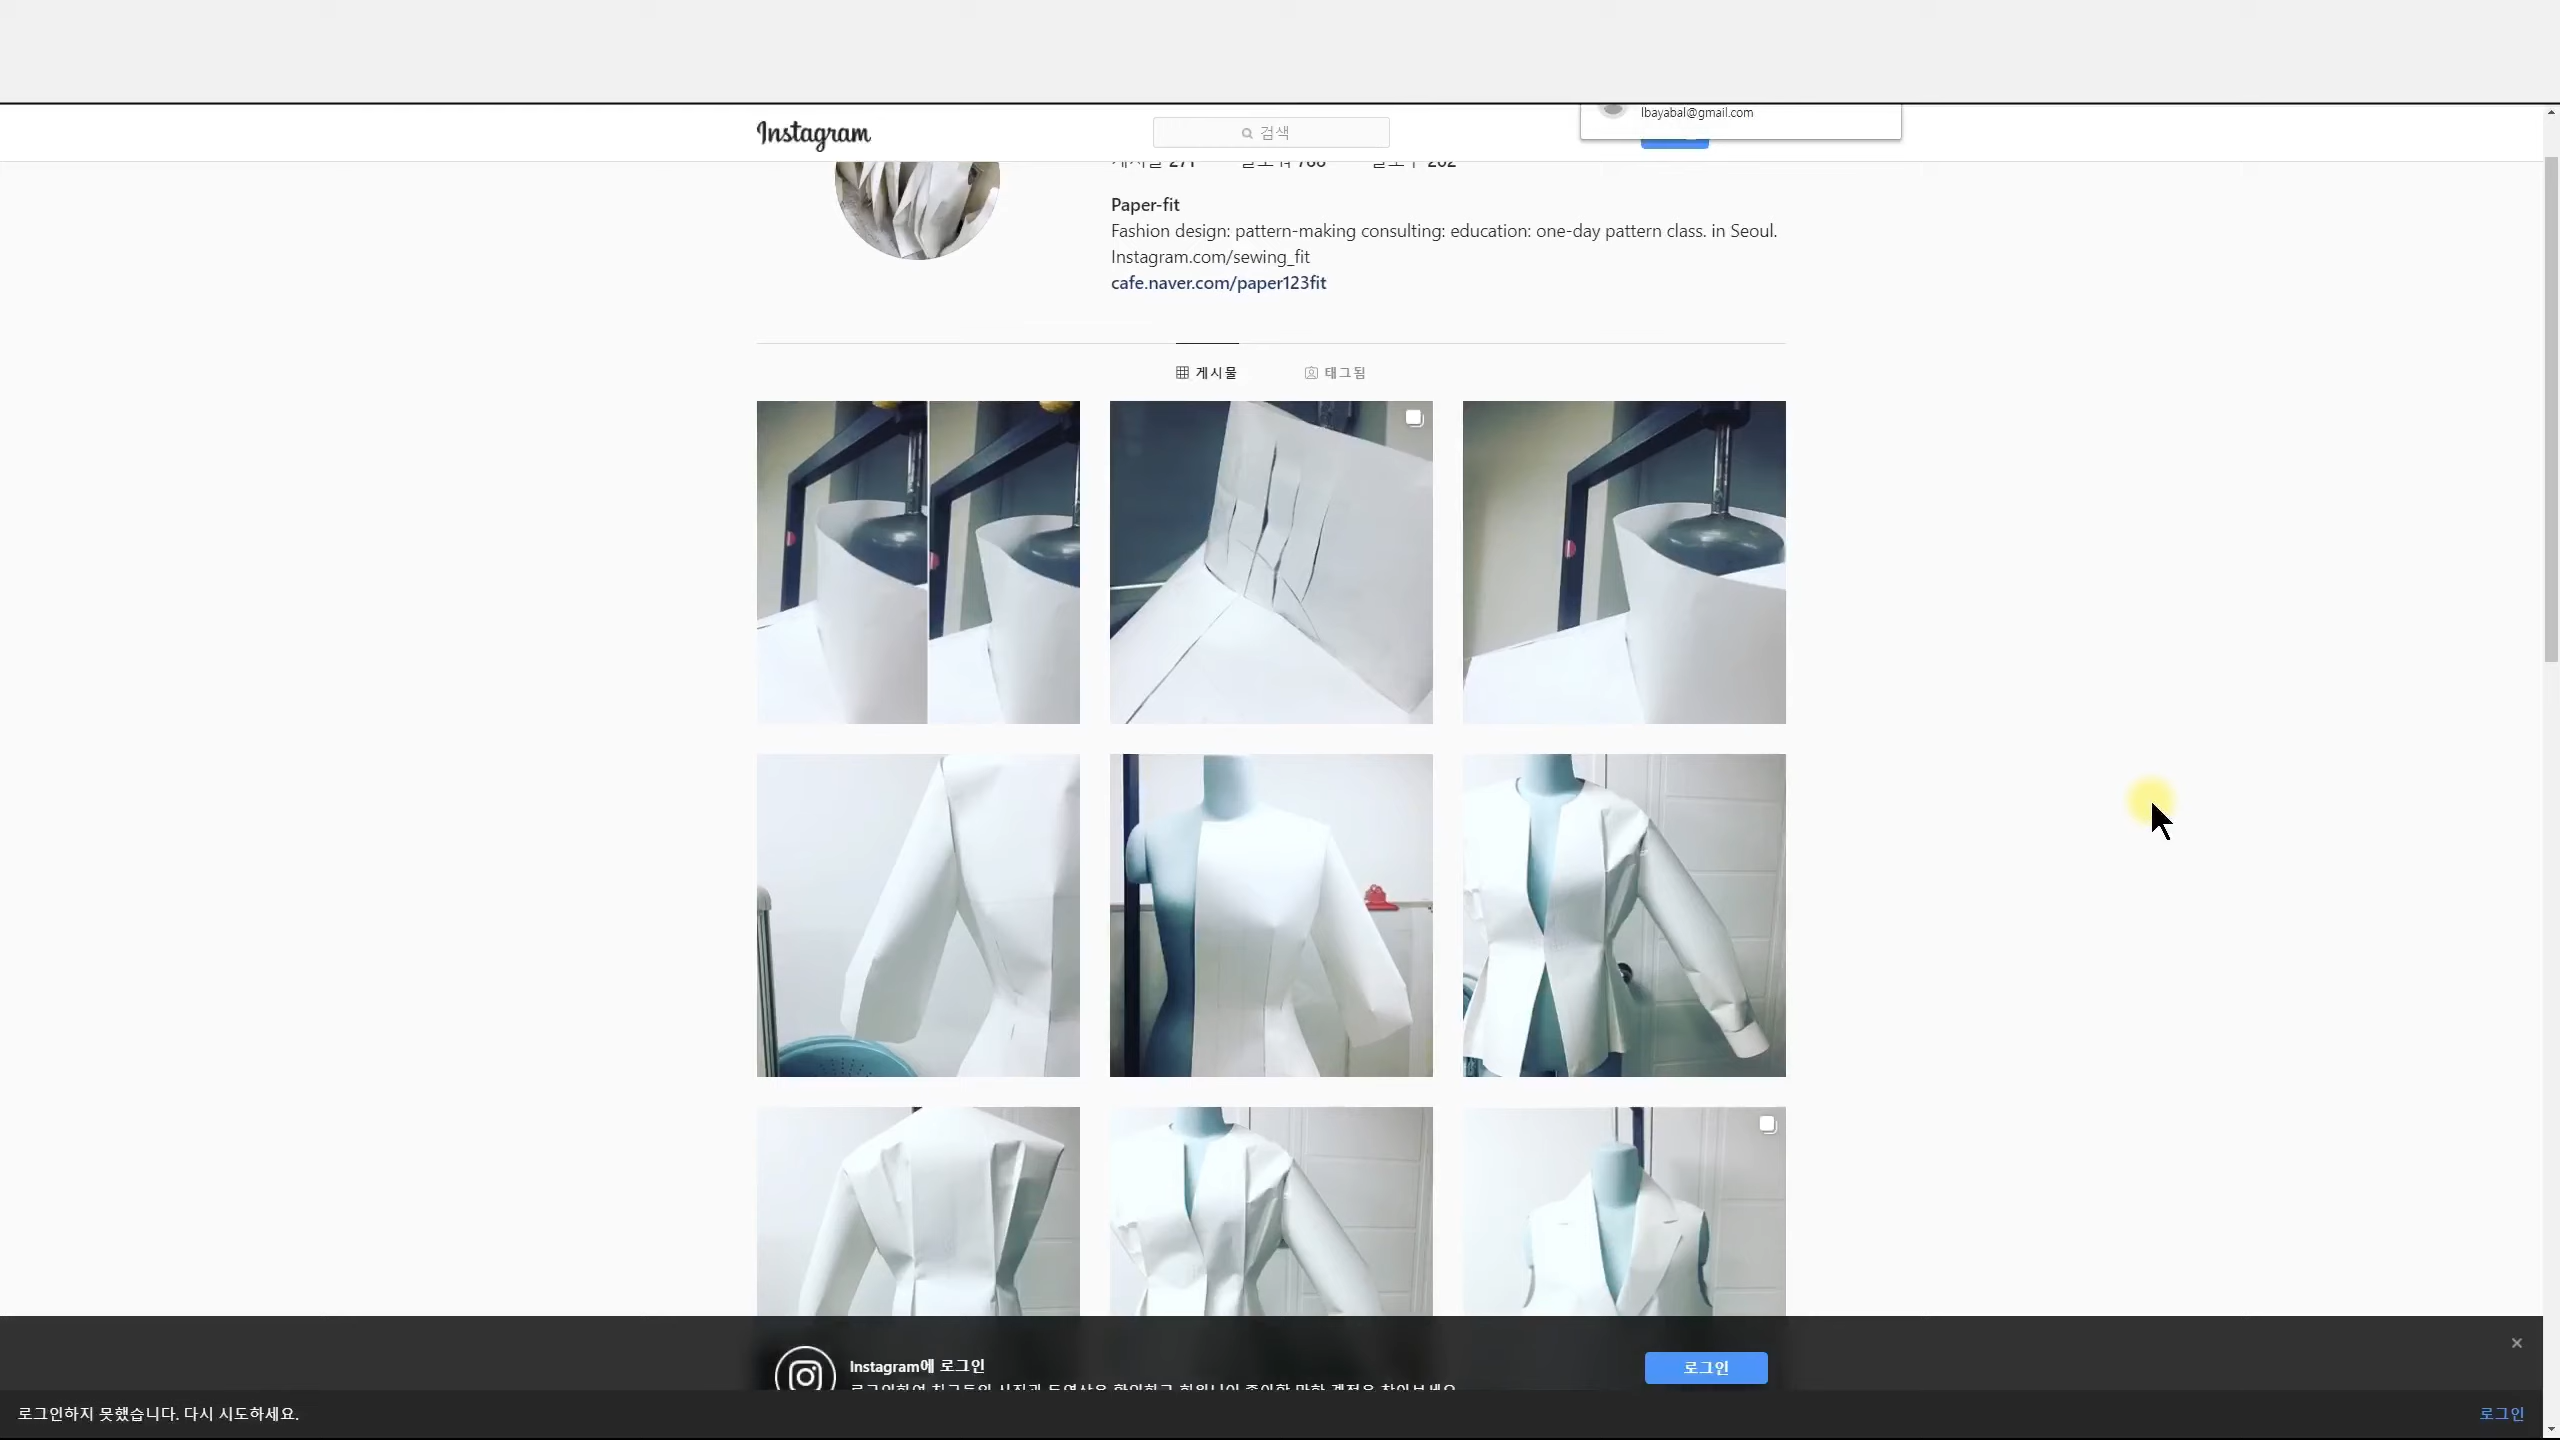 Instagram
검색
lbayabal@gmail.com
Paper-fit
Fashion design: pattern-making consulting: education: one-day pattern class. in Seoul.
Instagram.com/sewing_fit
cafe.naver.com/paper123fit
게시물
태그됨
Instagram에 로그인
로그인
로그인하지 못했습니다. 다시 시도하세요.
로그인